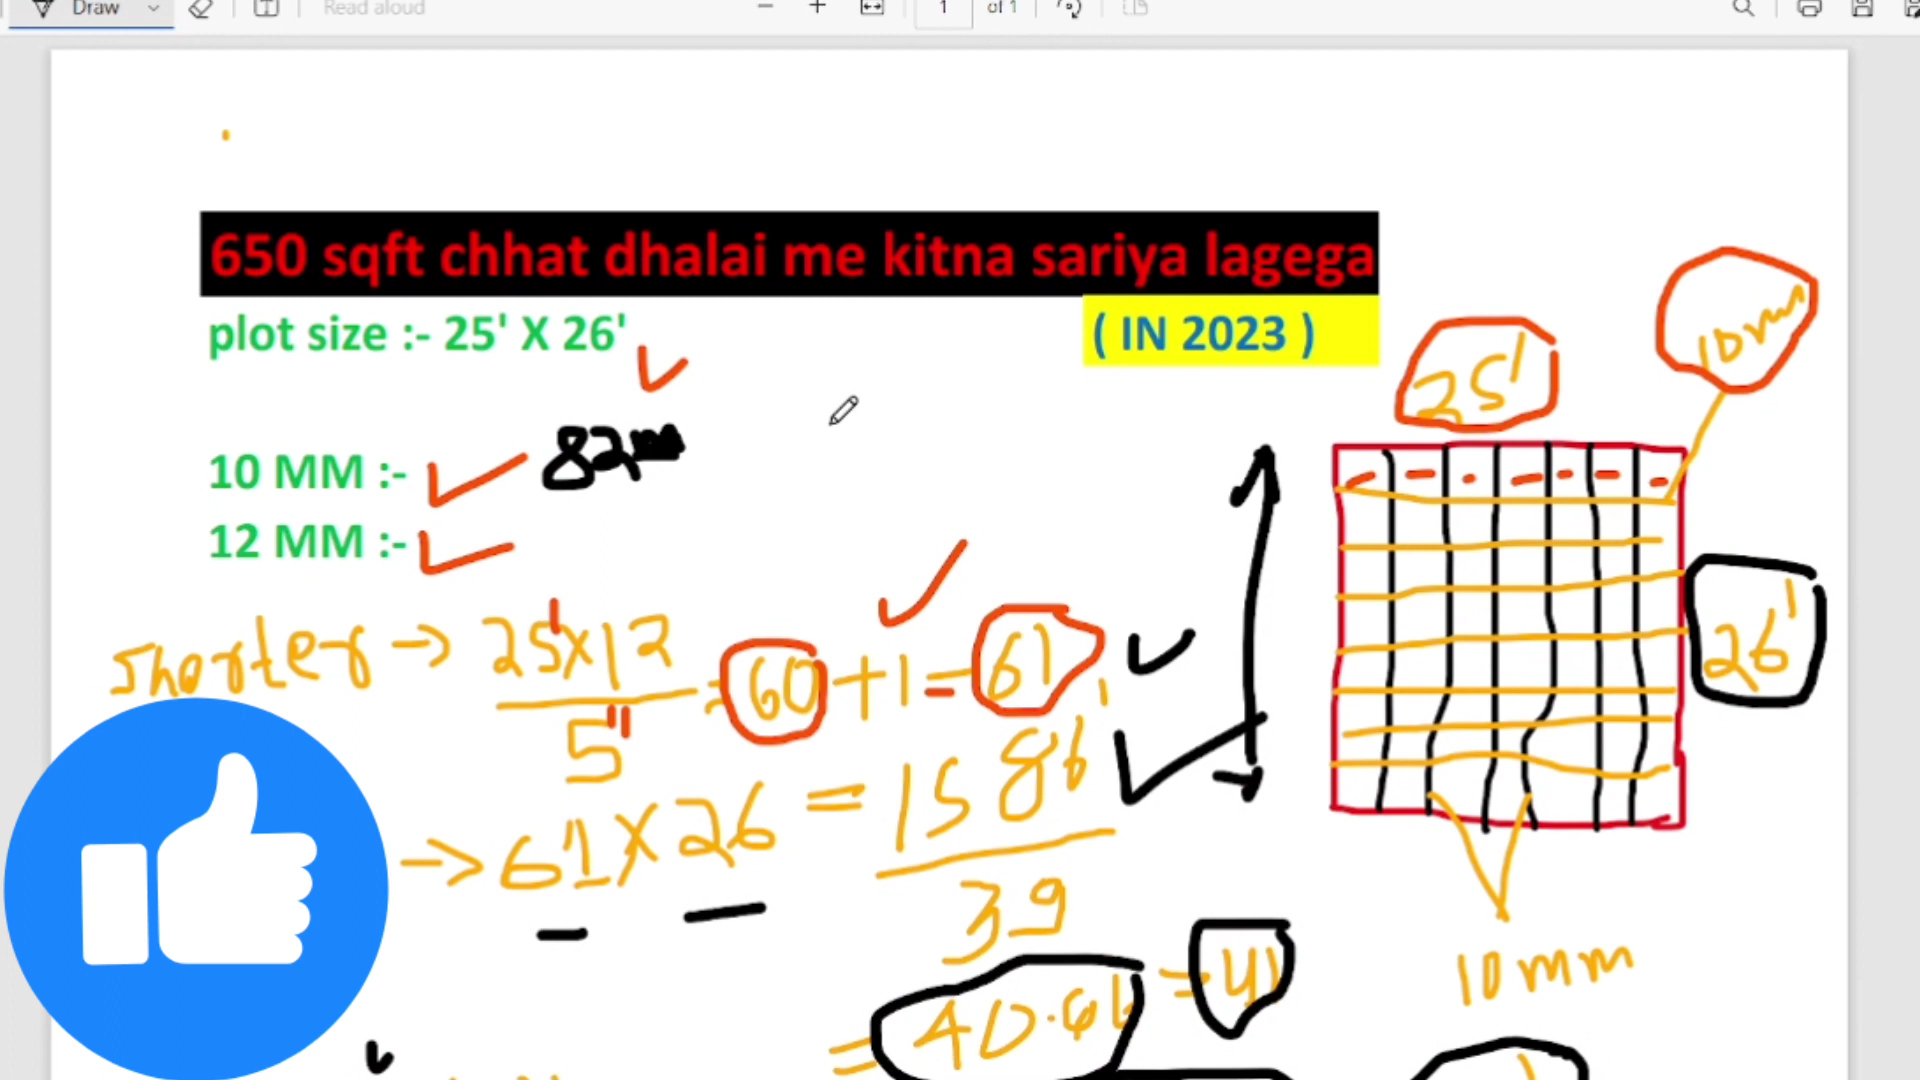 Draw
Read aloud
1 of 1
650 sqft chhat dhalai me kitna sariya lagega
plot size :- 25' X 26'
( IN 2023 )
10mm
25'
10 MM :- 82
12 MM :-
26'
Shorter → 25'X12 / 5" = 60 + 1 = 61
→ 61 X 26 = 1586' / 39
= 40.66 = 41
10mm